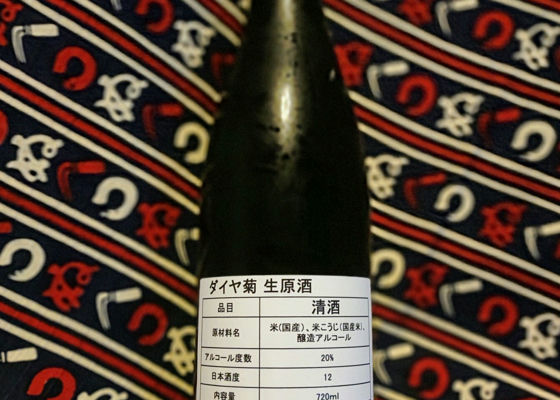 ダイヤ菊 生原酒
品目 清酒
原材料名 米(国産)、米こうじ(国産米)、
醸造アルコール
アルコール度数 20%
日本酒度 12
内容量 720ml